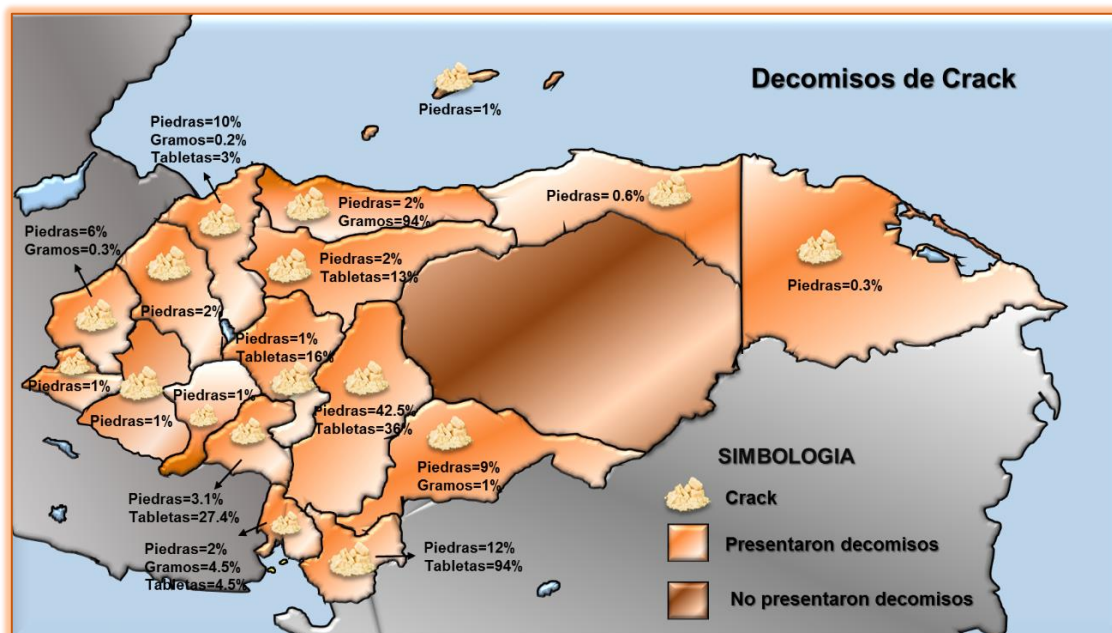 Decomisos de Crack
Piedras=1%
Piedras=10%
Gramos=0.2%
Tabletas=3%
Piedras= 2%
Gramos=94%
Piedras= 0.6%
Piedras=6%
Gramos=0.3%
Piedras=2%
Tabletas=13%
Piedras=0.3%
Piedras=2%
Piedras=1%
Tabletas=16%
Piedras=1%
Piedras=1%
Piedras=1%
Piedras=42.5%
Tabletas=36%
Piedras=9%
Gramos=1%
Piedras=3.1%
Tabletas=27.4%
Piedras=2%
Gramos=4.5%
Tabletas=4.5%
Piedras=12%
Tabletas=94%
SIMBOLOGIA
Crack
Presentaron decomisos
No presentaron decomisos